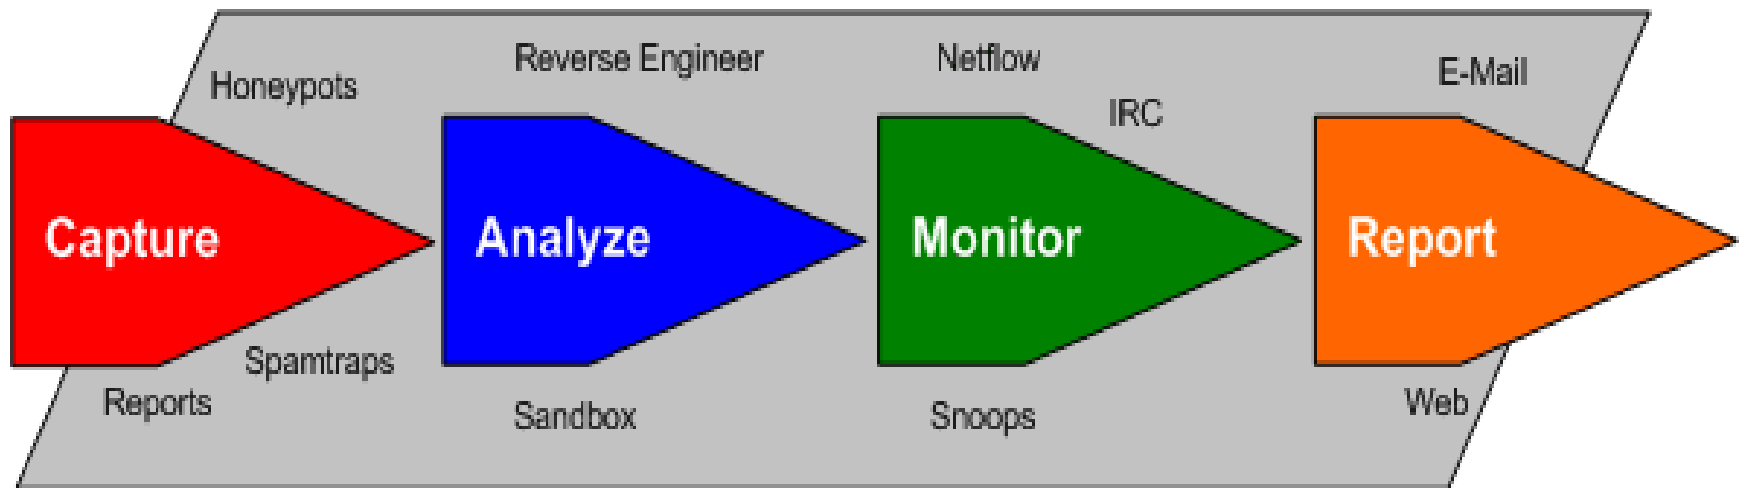 Honeypots
Reverse Engineer
Netflow
IRC
E-Mail
Capture
Analyze
Monitor
Report
Spamtraps
Reports
Sandbox
Snoops
Web